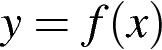 y = f(x)